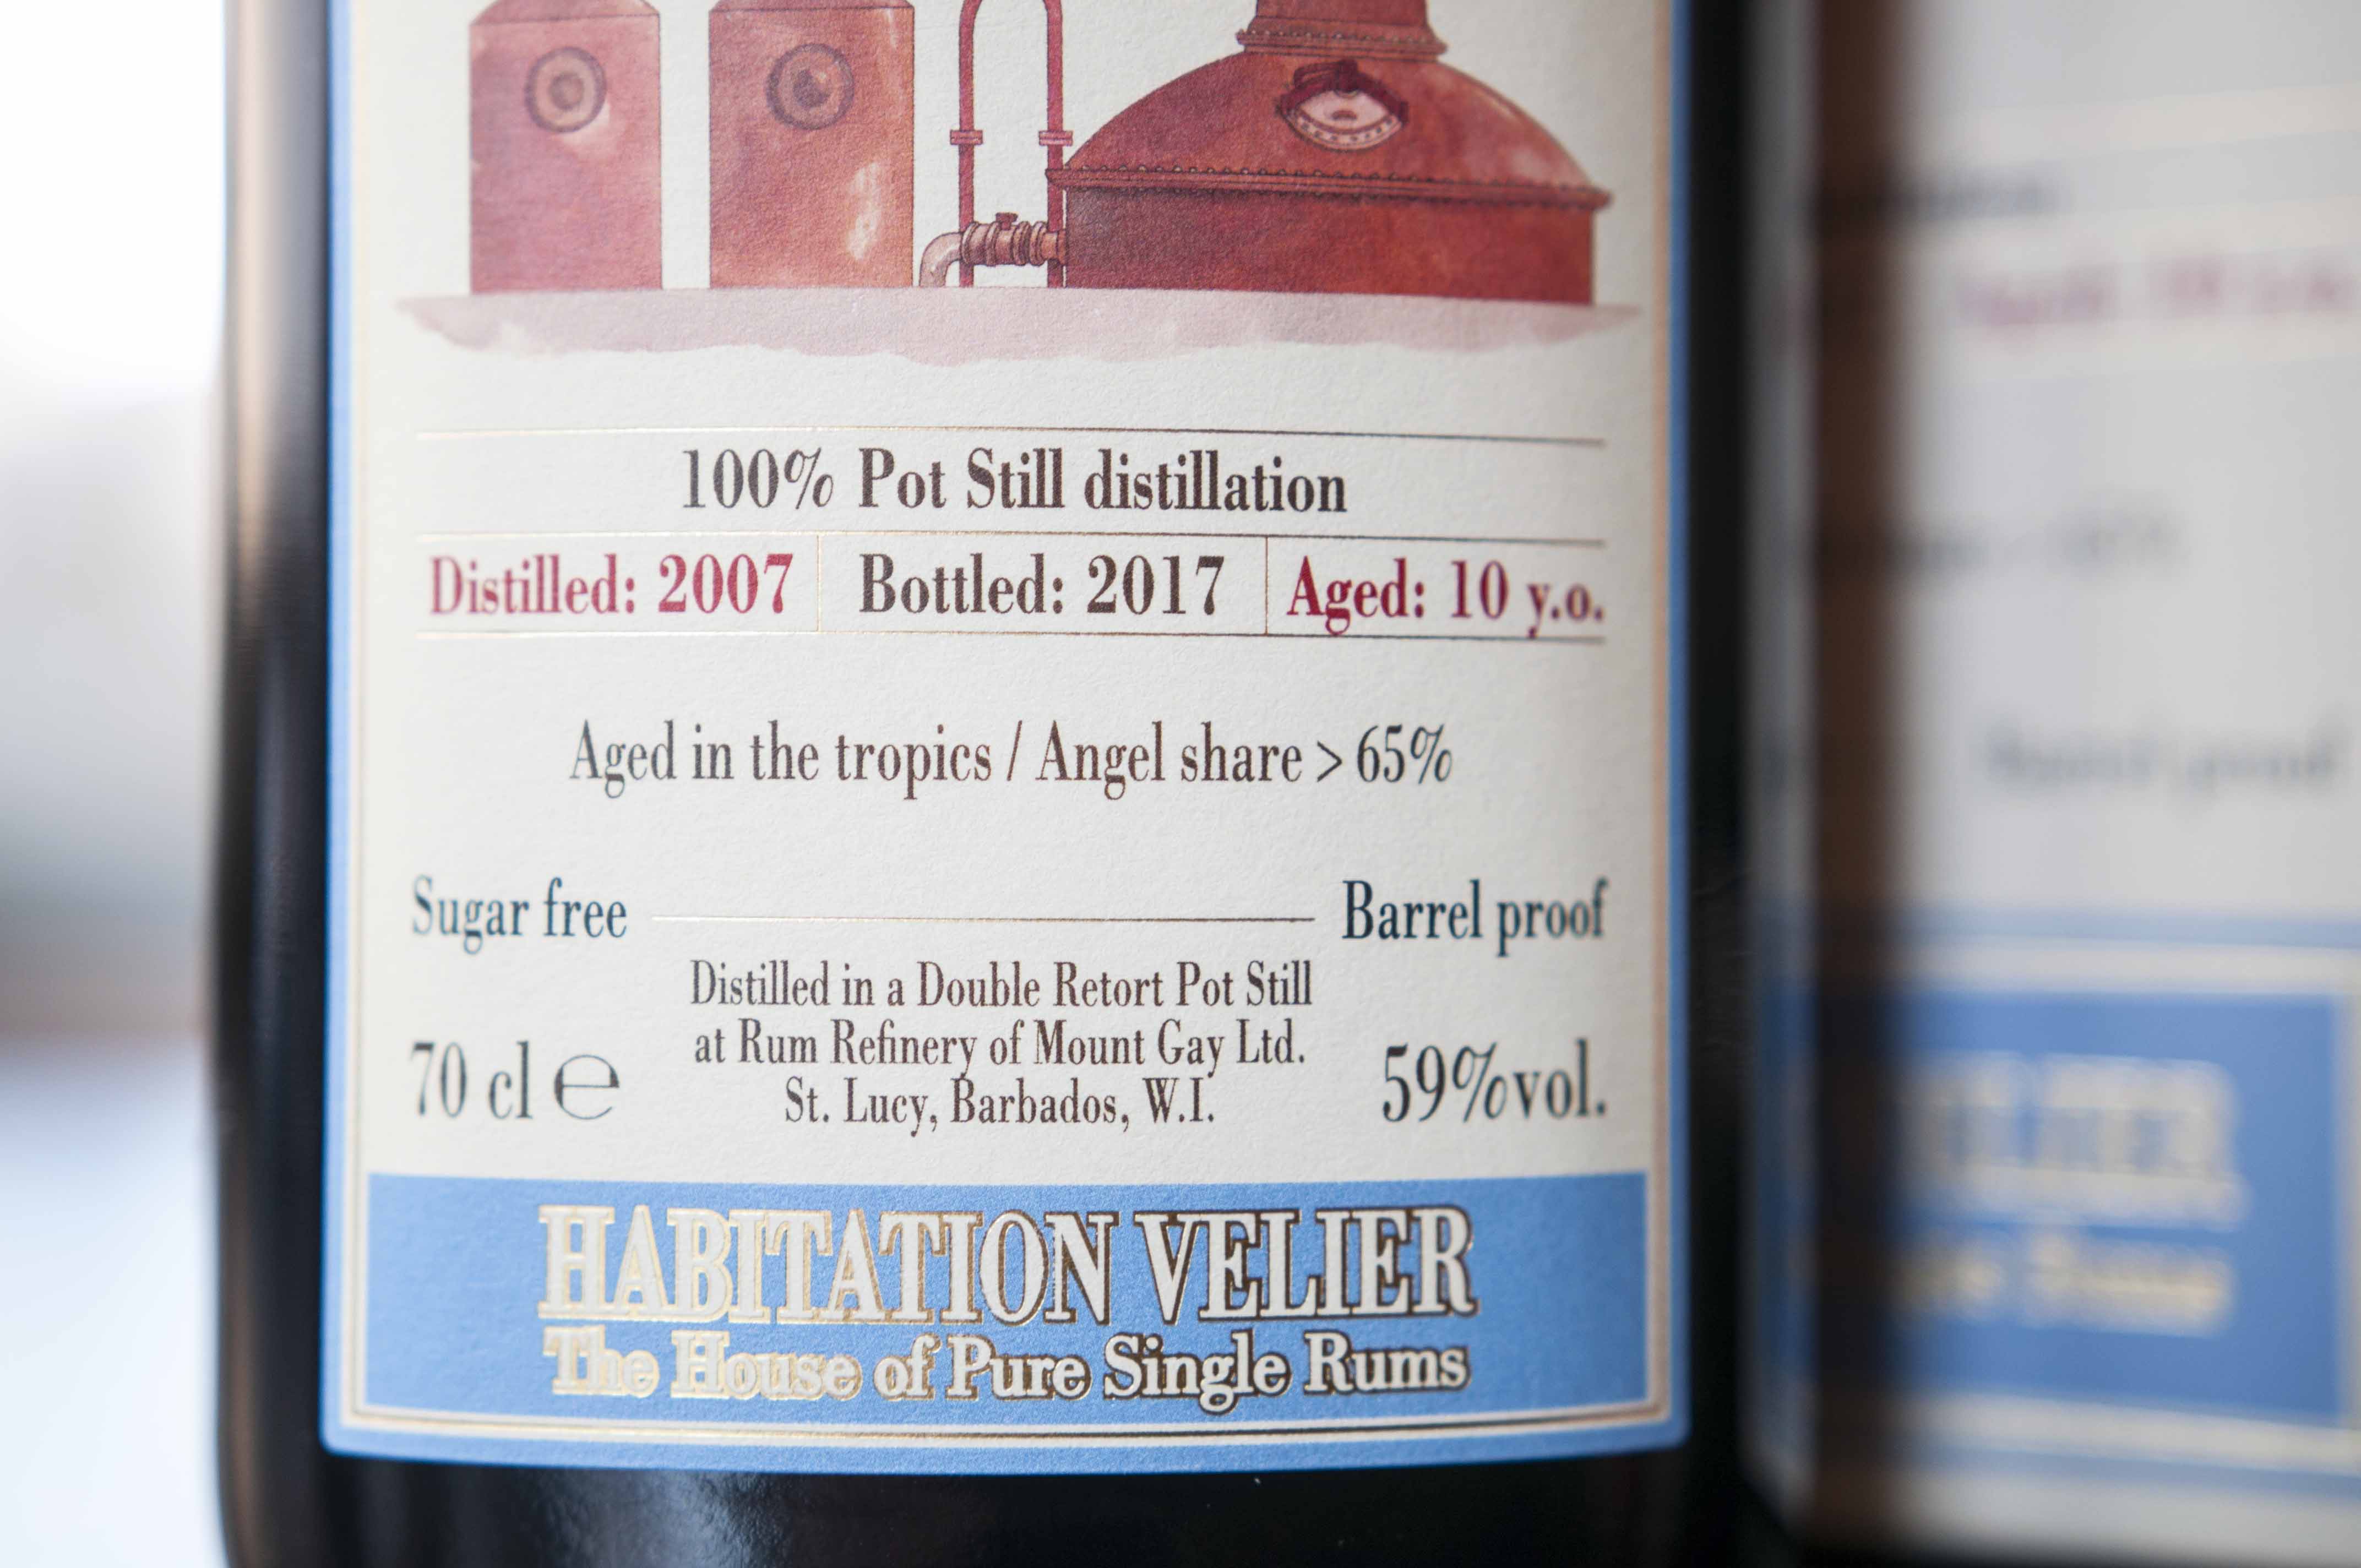 100% Pot Still distillation
Distilled: 2007 Bottled: 2017 Aged: 10 y.o.
Aged in the tropics / Angel share > 65%
Sugar free Barrel proof
Distilled in a Double Retort Pot Still
at Rum Refinery of Mount Gay Ltd.
St. Lucy, Barbados, W.I.
70 cl ℮ 59%vol.
HABITATION VELIER
The House of Pure Single Rums